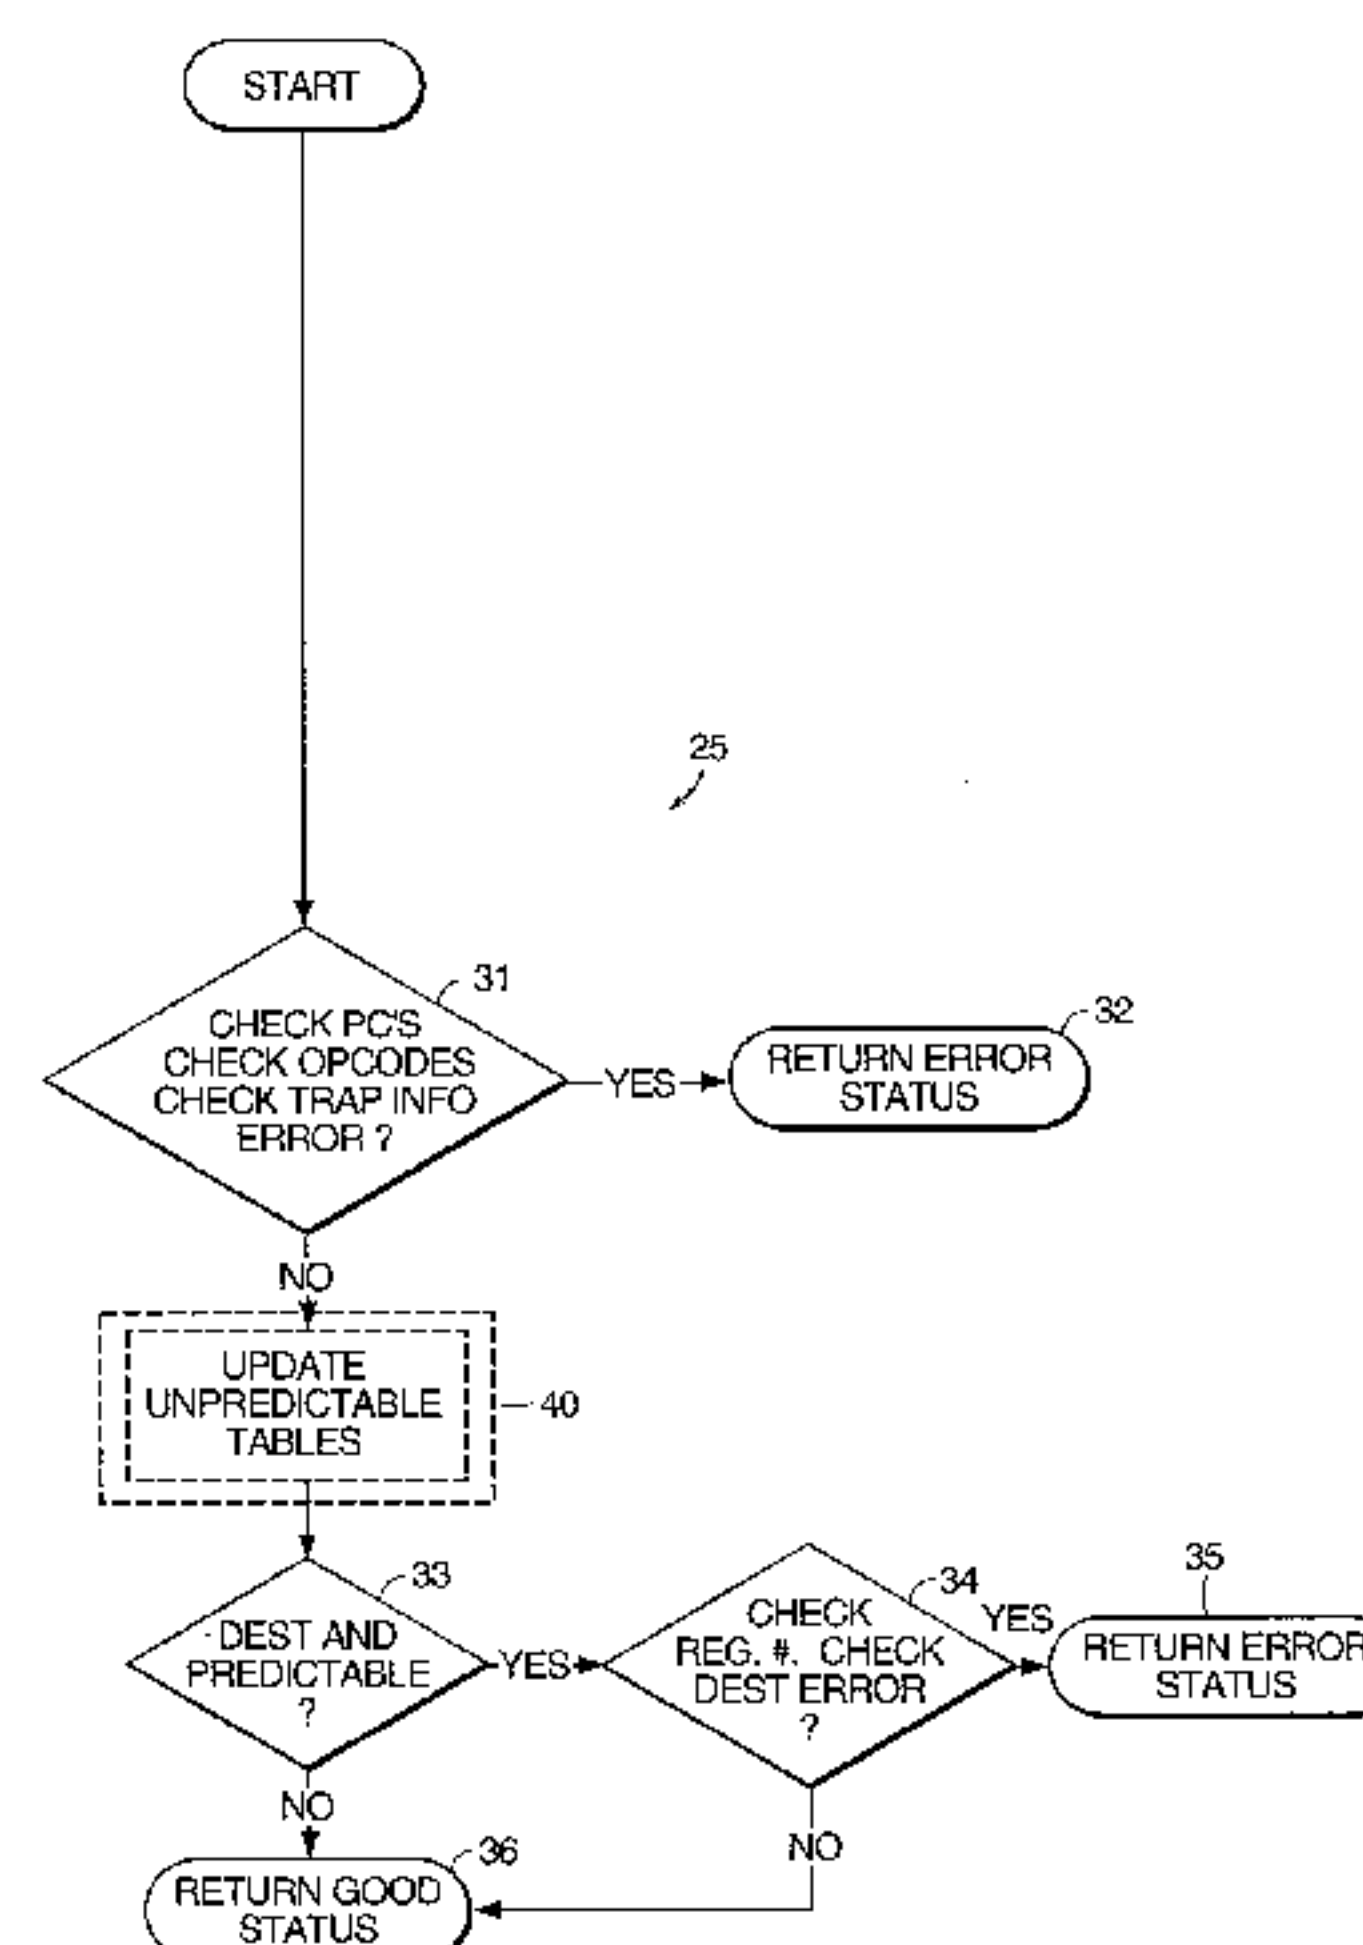 START
25
31
CHECK PC'S
CHECK OPCODES
CHECK TRAP INFO
ERROR ?
YES
32
RETURN ERROR
STATUS
NO
UPDATE
UNPREDICTABLE
TABLES
40
33
DEST AND
PREDICTABLE
?
YES
34
CHECK
REG. #. CHECK
DEST ERROR
?
YES
35
RETURN ERROR
STATUS
NO
NO
36
RETURN GOOD
STATUS